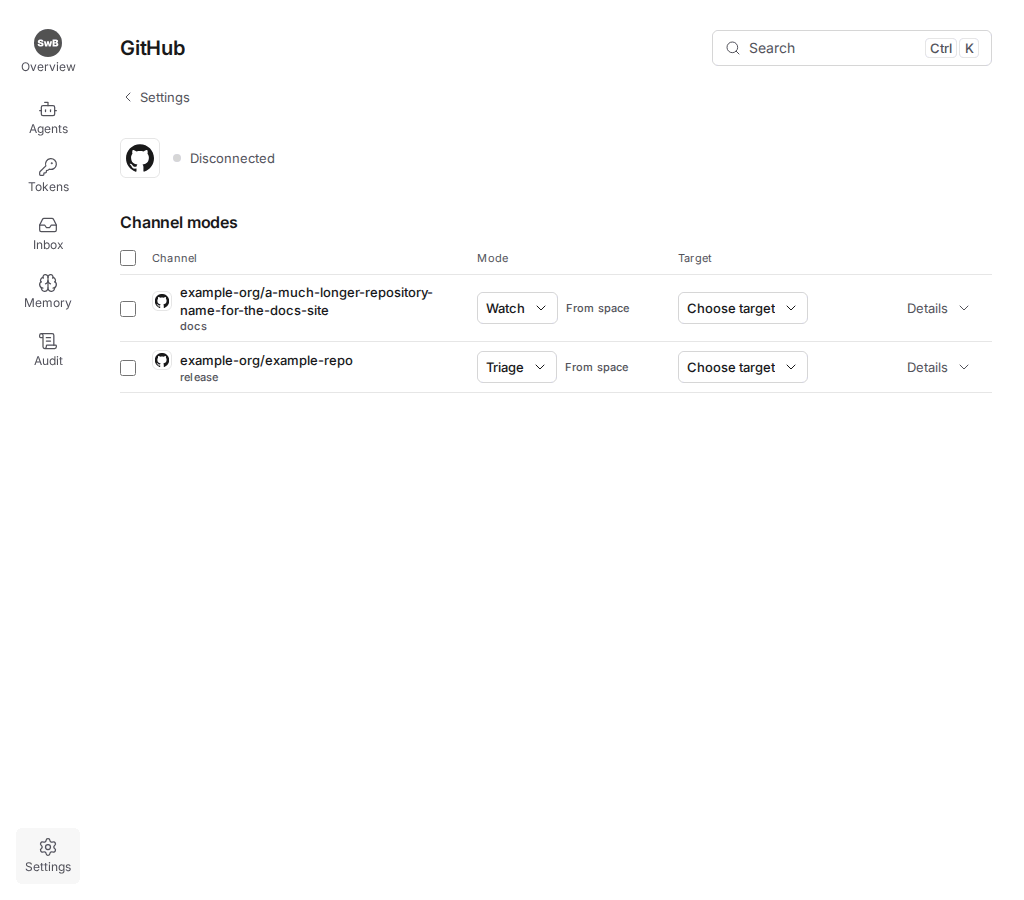 SwB
Overview
Agents
Tokens
Inbox
Memory
Audit
Settings
GitHub
Search Ctrl K
Settings
Disconnected
Channel modes
Channel Mode Target
example-org/a-much-longer-repository-
name-for-the-docs-site
docs
Watch From space Choose target Details
example-org/example-repo
release
Triage From space Choose target Details